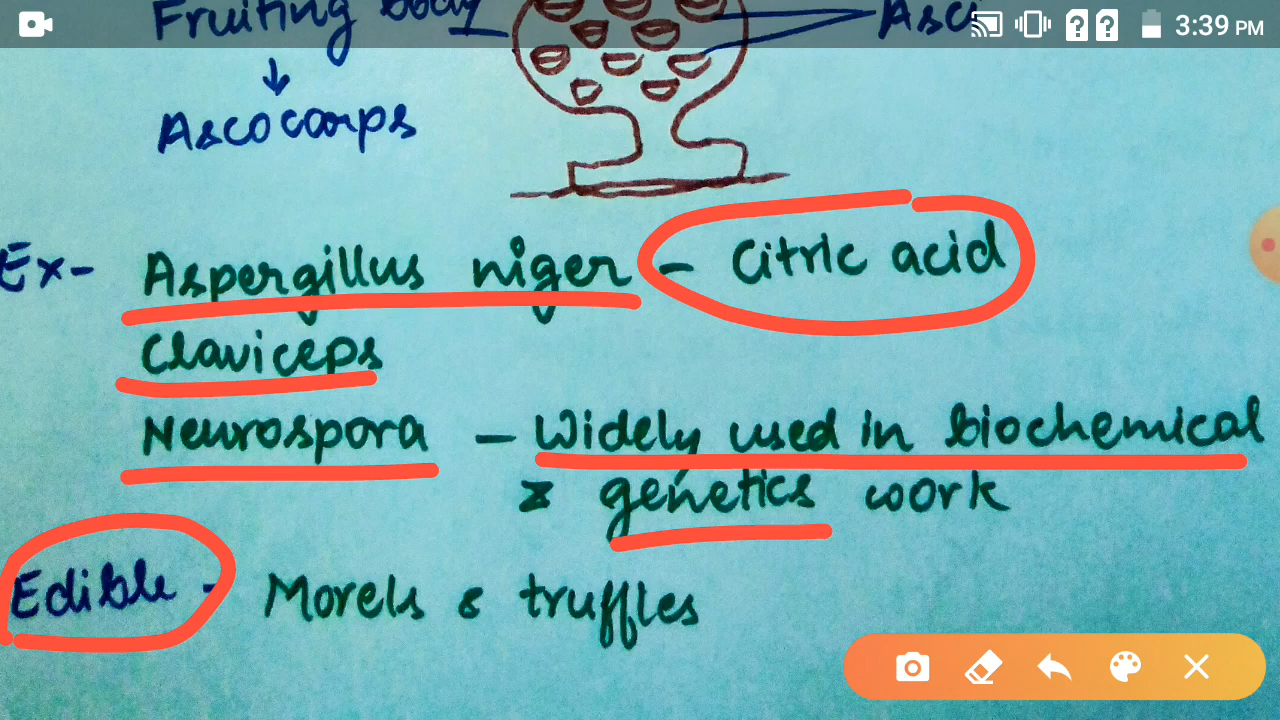 3:39 PM
Fruiting body
Asci
Ascocarps
Ex- Aspergillus niger - Citric acid
Claviceps
Neurospora - Widely used in biochemical
& genetics work
Edible - Morels & truffles